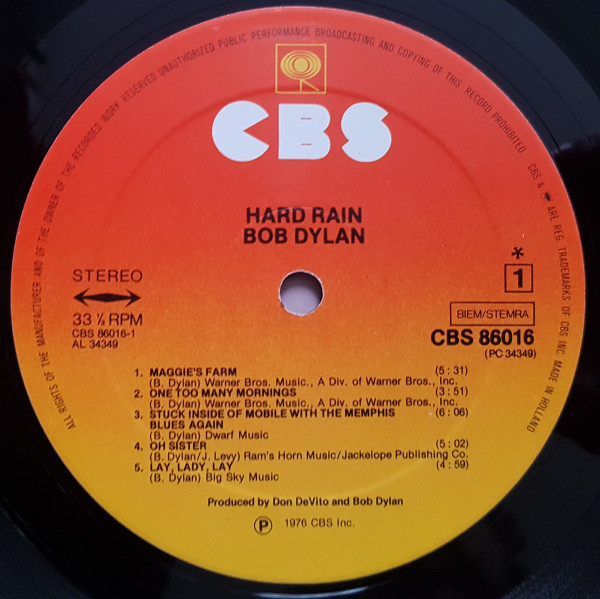 ALL RIGHTS OF THE MANUFACTURER AND OF THE OWNER OF THE RECORDED WORK RESERVED UNAUTHORIZED PUBLIC PERFORMANCE BROADCASTING AND COPYING OF THIS RECORD PROHIBITED
CBS & ARE REG. TRADEMARKS OF CBS INC. MADE IN HOLLAND
CBS
HARD RAIN
BOB DYLAN
STEREO
33 ⅓ RPM
CBS 86016-1
AL 34349
*
1
BIEM/STEMRA
CBS 86016
(PC 34349)
1. MAGGIE'S FARM (5:31)
(B. Dylan) Warner Bros. Music., A Div. of Warner Bros., Inc.
2. ONE TOO MANY MORNINGS (3:51)
(B. Dylan) Warner Bros. Music., A Div. of Warner Bros., Inc.
3. STUCK INSIDE OF MOBILE WITH THE MEMPHIS (6:06)
BLUES AGAIN
(B. Dylan) Dwarf Music
4. OH SISTER (5:02)
(B. Dylan/J. Levy) Ram's Horn Music/Jackelope Publishing Co.
5. LAY, LADY, LAY (4:59)
(B. Dylan) Big Sky Music
Produced by Don DeVito and Bob Dylan
℗ 1976 CBS Inc.